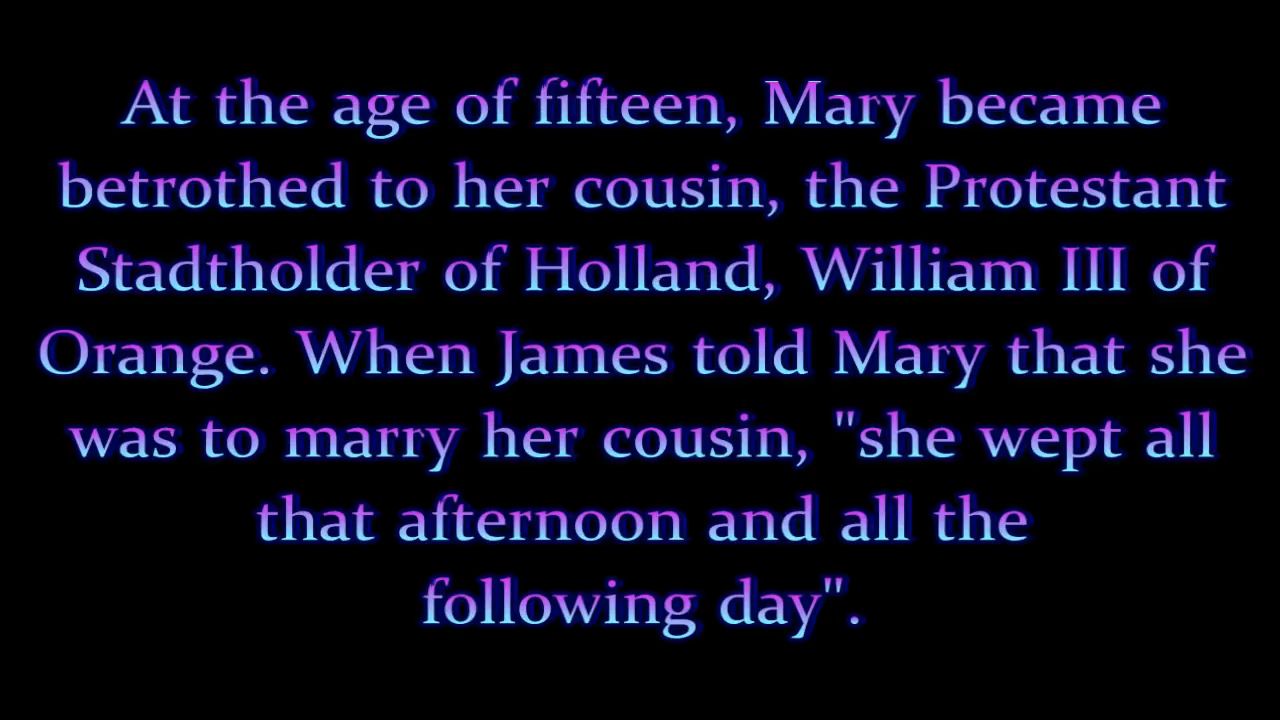 At the age of fifteen, Mary became
betrothed to her cousin, the Protestant
Stadtholder of Holland, William III of
Orange. When James told Mary that she
was to marry her cousin, "she wept all
that afternoon and all the
following day".